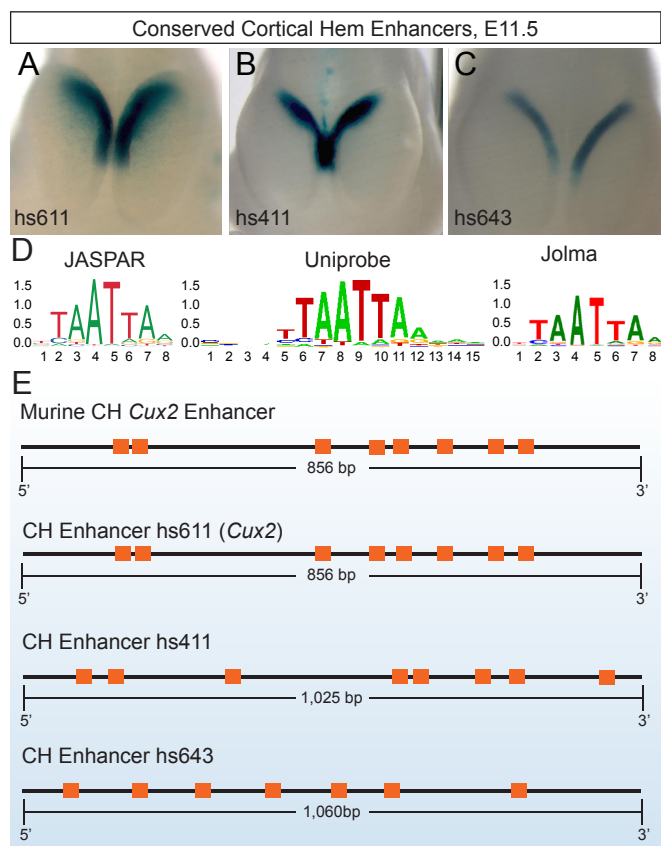 Conserved Cortical Hem Enhancers, E11.5
A
B
C
hs611
hs411
hs643
D
JASPAR
Uniprobe
Jolma
1.5
1.0
0.5
0.0
TAATTA
1 2 3 4 5 6 7 8
1.5
1.0
0.5
0.0
TTAATTAA
1 2 3 4 5 6 7 8 9 10 11 12 13 14 15
1.5
1.0
0.5
0.0
TAATTA
1 2 3 4 5 6 7 8
E
Murine CH Cux2 Enhancer
856 bp
5’ 3’
CH Enhancer hs611 (Cux2)
856 bp
5’ 3’
CH Enhancer hs411
1,025 bp
5’ 3’
CH Enhancer hs643
1,060bp
5’ 3’